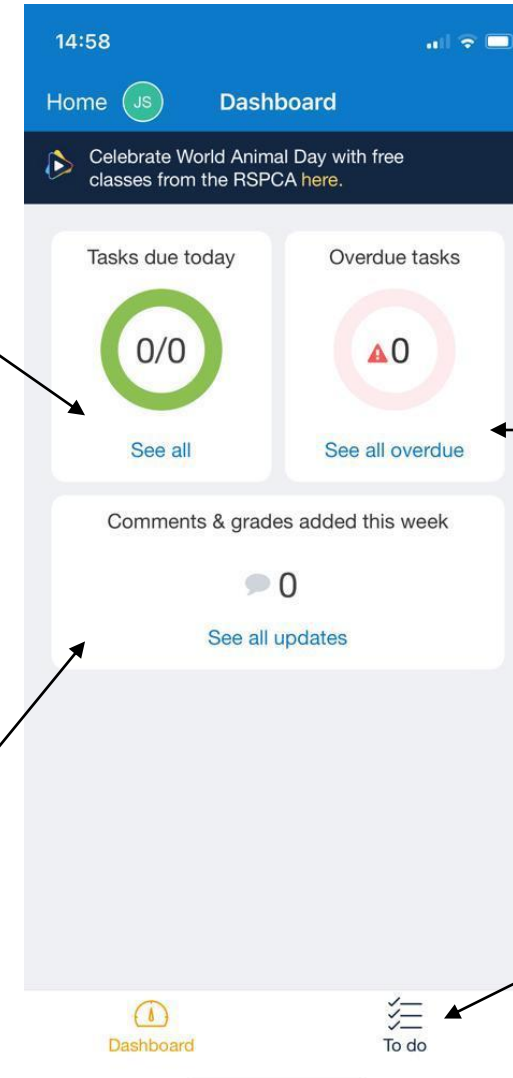 14:58
Home JS Dashboard
Celebrate World Animal Day with free
classes from the RSPCA here.
Tasks due today
0/0
See all
Overdue tasks
0
See all overdue
Comments & grades added this week
0
See all updates
Dashboard
To do